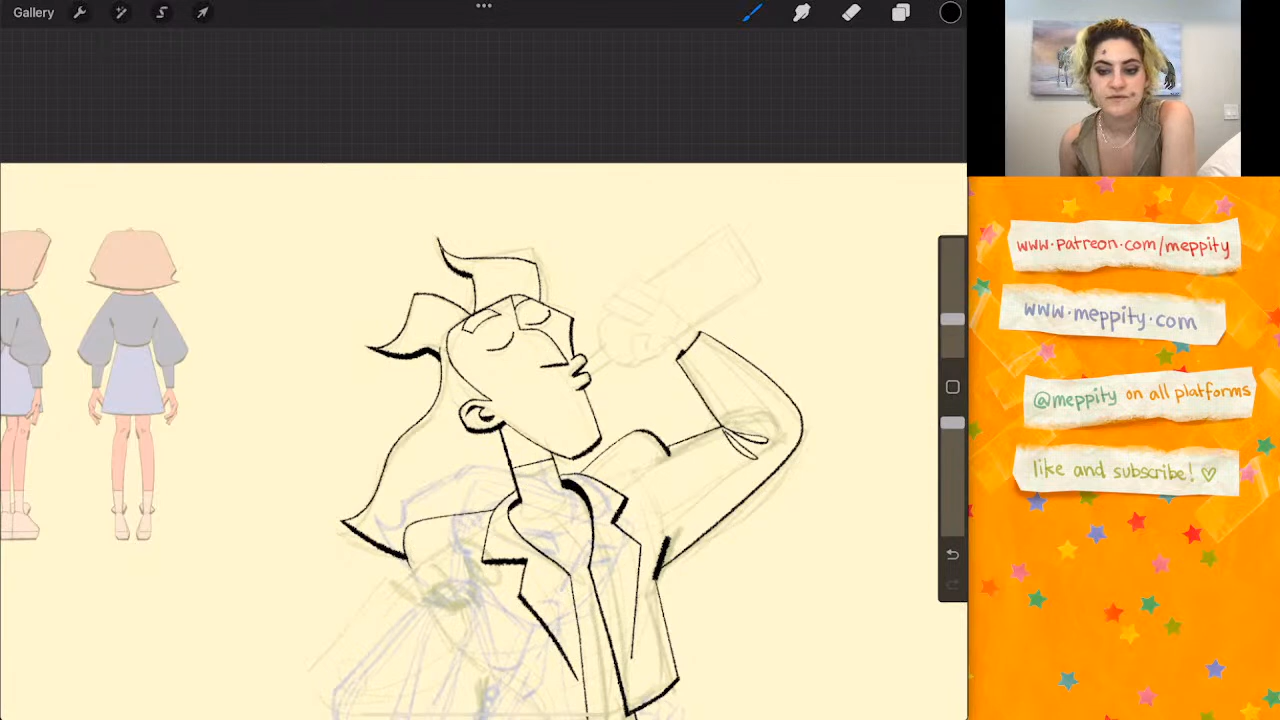 Gallery
www.patreon.com/meppity
www.meppity.com
@meppity on all platforms
like and subscribe! ♡